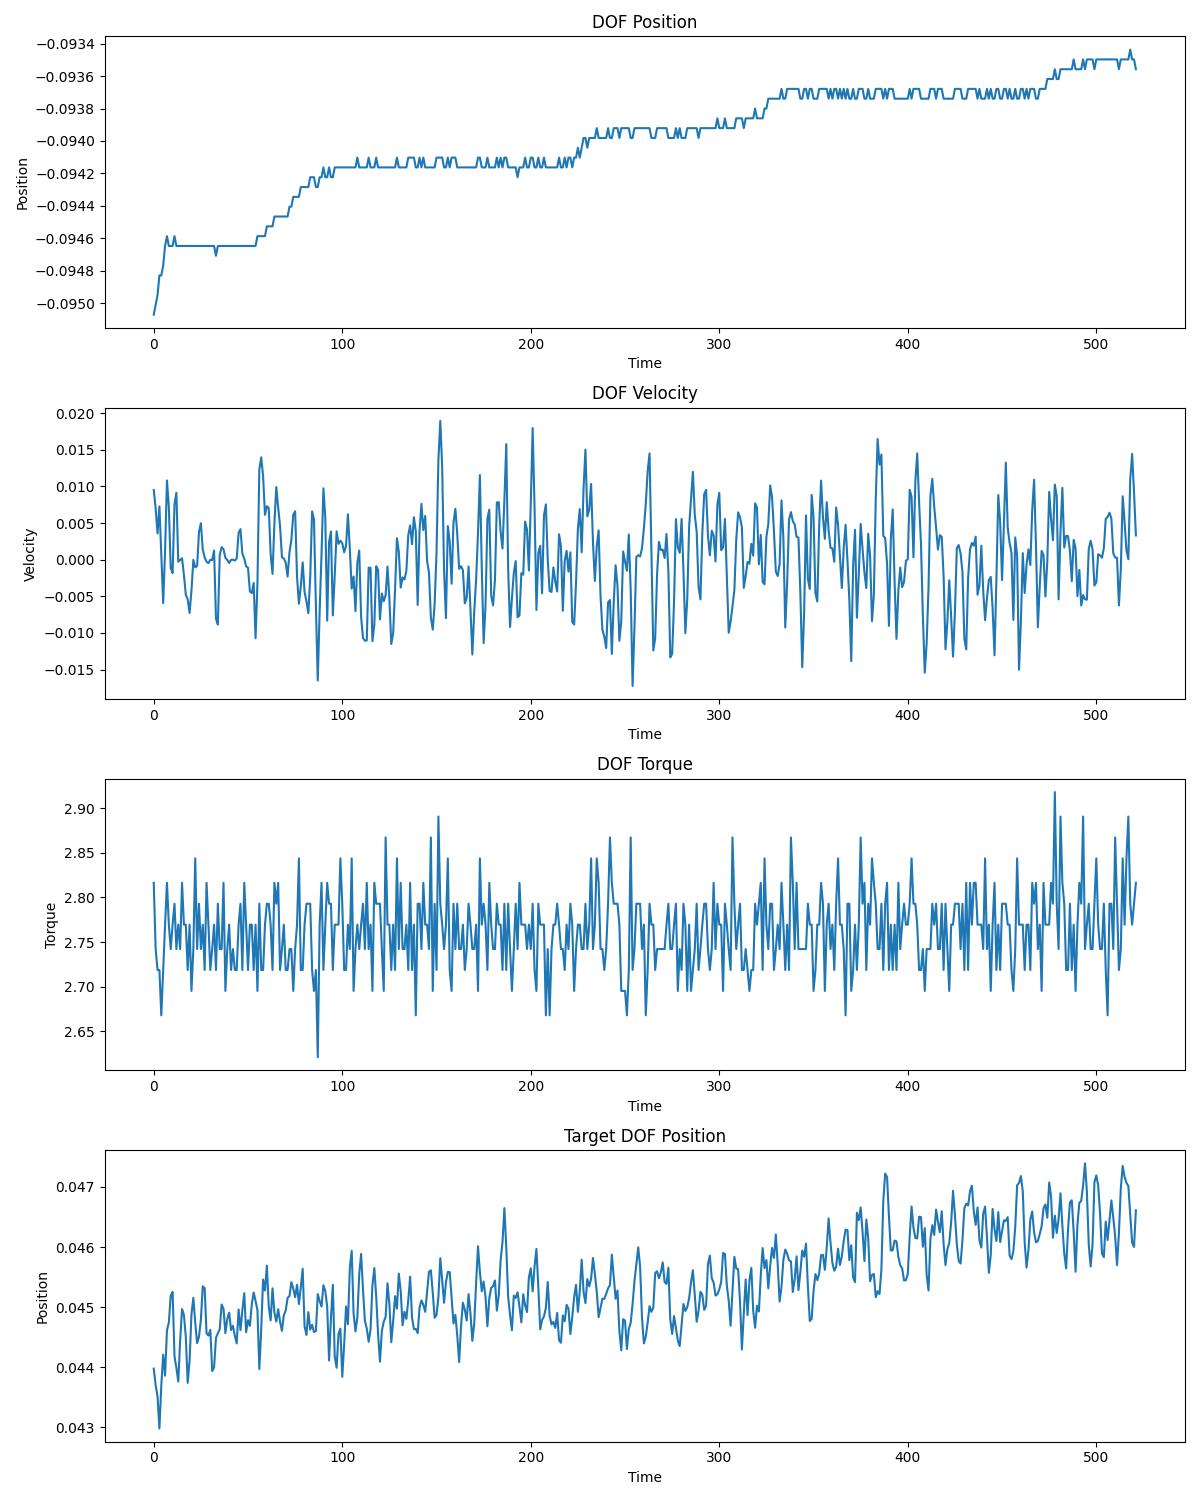 DOF Position
−0.0934
−0.0936
−0.0938
−0.0940
−0.0942
−0.0944
−0.0946
−0.0948
−0.0950
Position
0 100 200 300 400 500
Time
DOF Velocity
0.020
0.015
0.010
0.005
0.000
−0.005
−0.010
−0.015
Velocity
0 100 200 300 400 500
Time
DOF Torque
2.90
2.85
2.80
2.75
2.70
2.65
Torque
0 100 200 300 400 500
Time
Target DOF Position
0.047
0.046
0.045
0.044
0.043
Position
0 100 200 300 400 500
Time